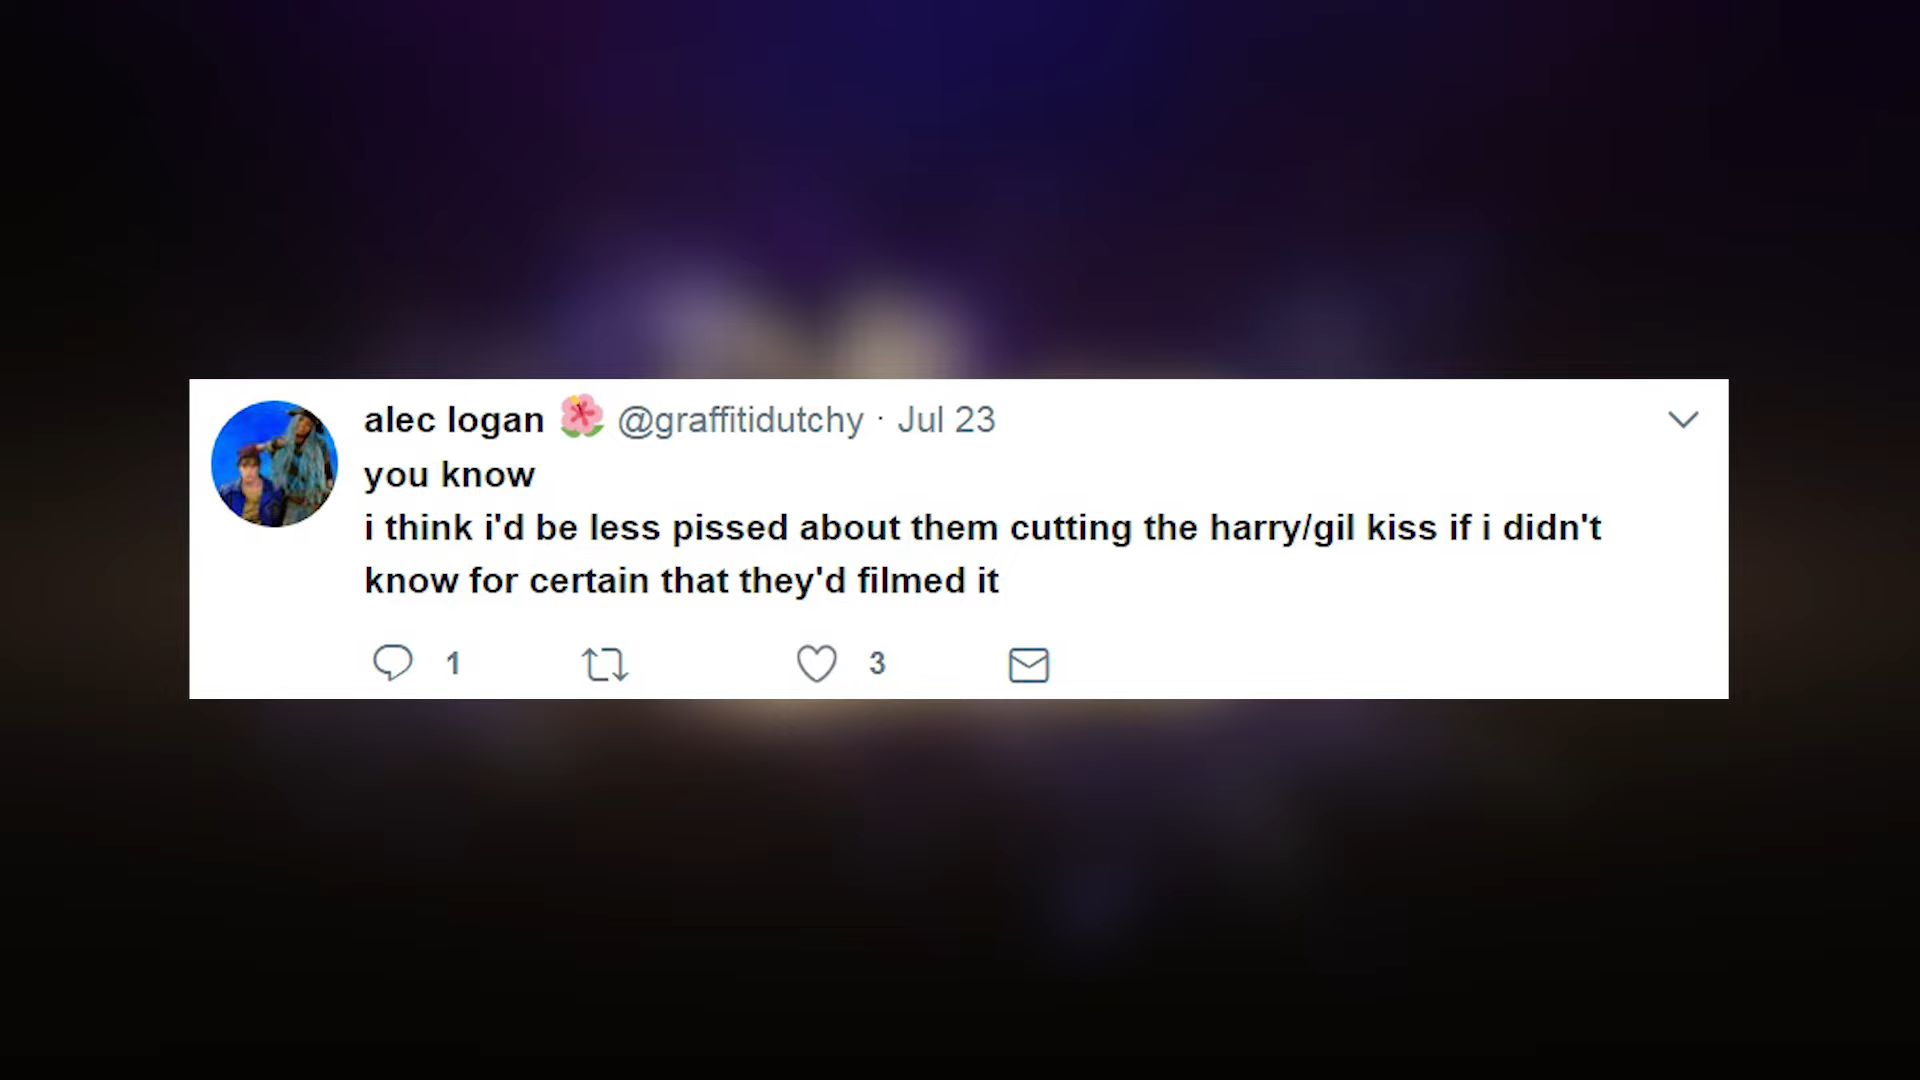 alec logan 🌺 @graffitidutchy · Jul 23
you know
i think i'd be less pissed about them cutting the harry/gil kiss if i didn't
know for certain that they'd filmed it
1 3